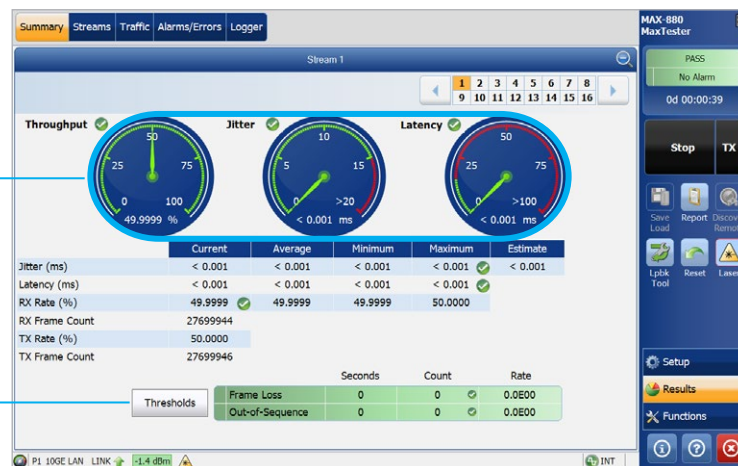 Summary Streams Traffic Alarms/Errors Logger
MAX-880
MaxTester
Stream 1
PASS
No Alarm
0d 00:00:39
1 2 3 4 5 6 7 8
9 10 11 12 13 14 15 16
Throughput Jitter Latency
0 25 50 75 100
49.9999 %
0 5 10 15 >20
< 0.001 ms
0 25 50 75 >100
< 0.001 ms
Stop TX
Save Load
Report
Discov Remot
Lpbk Tool
Reset
Laser
Current Average Minimum Maximum Estimate
Jitter (ms) < 0.001 < 0.001 < 0.001 < 0.001 < 0.001
Latency (ms) < 0.001 < 0.001 < 0.001 < 0.001
RX Rate (%) 49.9999 49.9999 49.9999 50.0000
RX Frame Count 27699944
TX Rate (%) 50.0000
TX Frame Count 27699946
Seconds Count Rate
Thresholds
Frame Loss 0 0 0.0E00
Out-of-Sequence 0 0 0.0E00
Setup
Results
Functions
P1 10GE LAN LINK -1.4 dBm INT